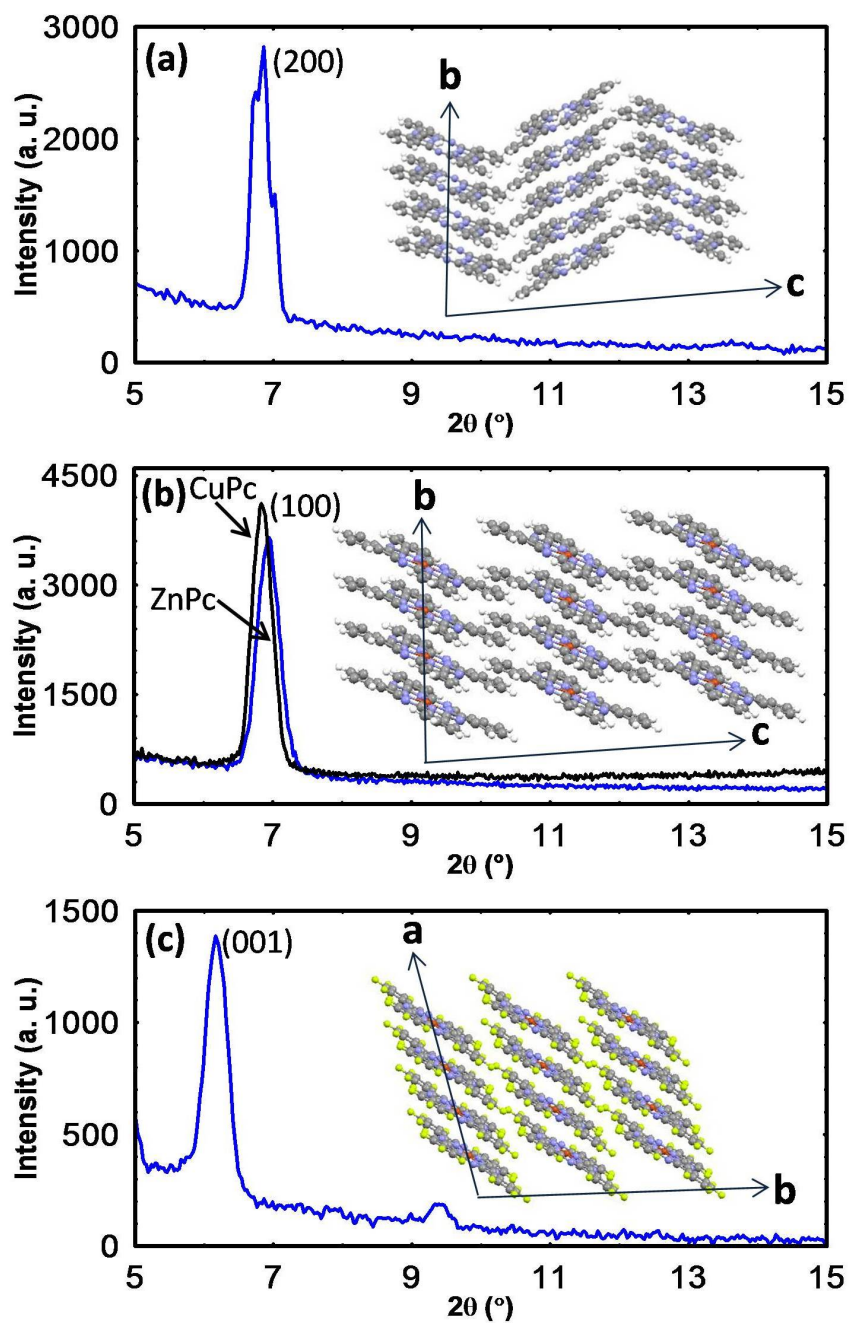 (a)
(200)
b
c
Intensity (a. u.)
3000
2000
1000
0
5 7 9 11 13 15
2θ (º)
(b)
CuPc
(100)
ZnPc
b
c
Intensity (a. u.)
4500
3000
1500
0
5 7 9 11 13 15
2θ (º)
(c)
(001)
a
b
Intensity (a. u.)
1500
1000
500
0
5 7 9 11 13 15
2θ (º)